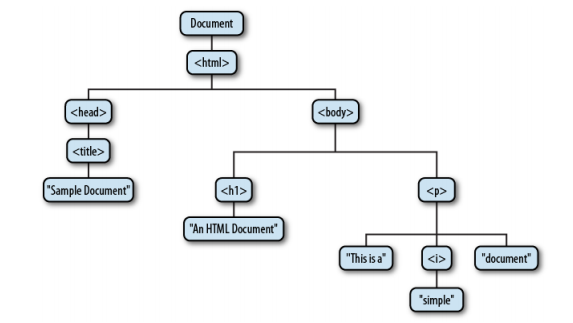 Document
<html>
<head>
<body>
<title>
"Sample Document"
<h1>
<p>
"An HTML Document"
"This is a"
<i>
"document"
"simple"